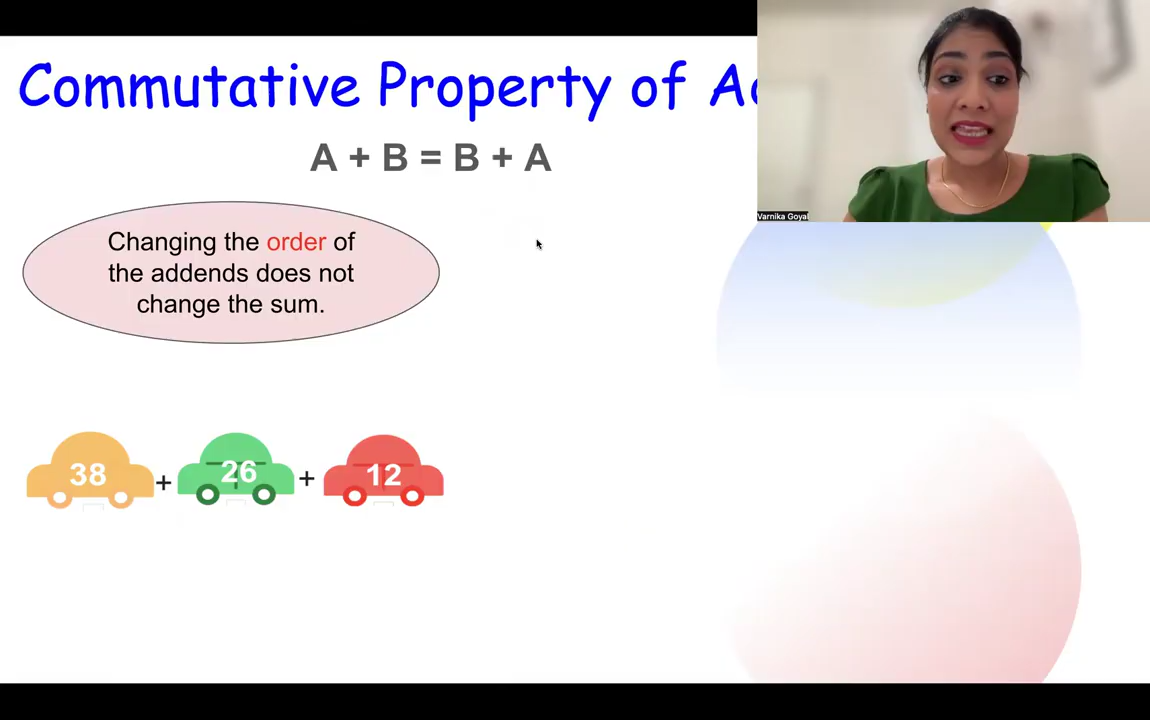 Commutative Property of
A + B = B + A
Varnika Goyal
Changing the order of
the addends does not
change the sum.
38 + 26 + 12